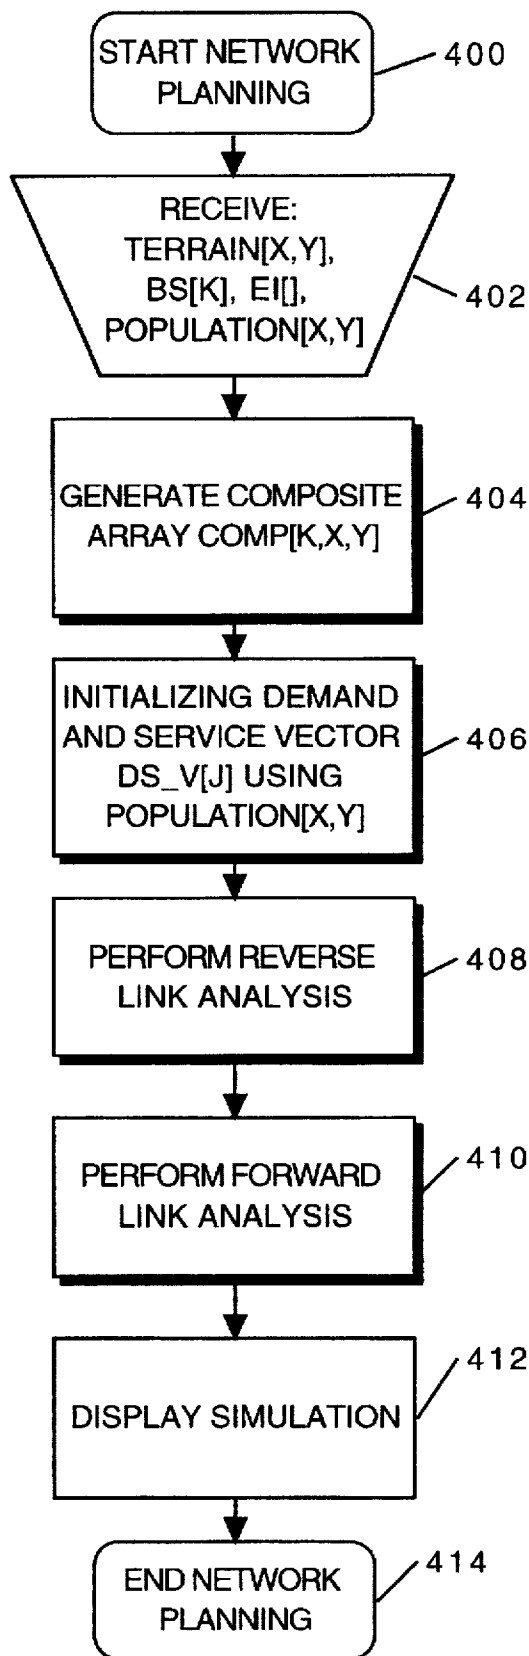 START NETWORK
PLANNING
400
RECEIVE:
TERRAIN[X,Y],
BS[K], EI[],
POPULATION[X,Y]
402
GENERATE COMPOSITE
ARRAY COMP[K,X,Y]
404
INITIALIZING DEMAND
AND SERVICE VECTOR
DS_V[J] USING
POPULATION[X,Y]
406
PERFORM REVERSE
LINK ANALYSIS
408
PERFORM FORWARD
LINK ANALYSIS
410
DISPLAY SIMULATION
412
END NETWORK
PLANNING
414